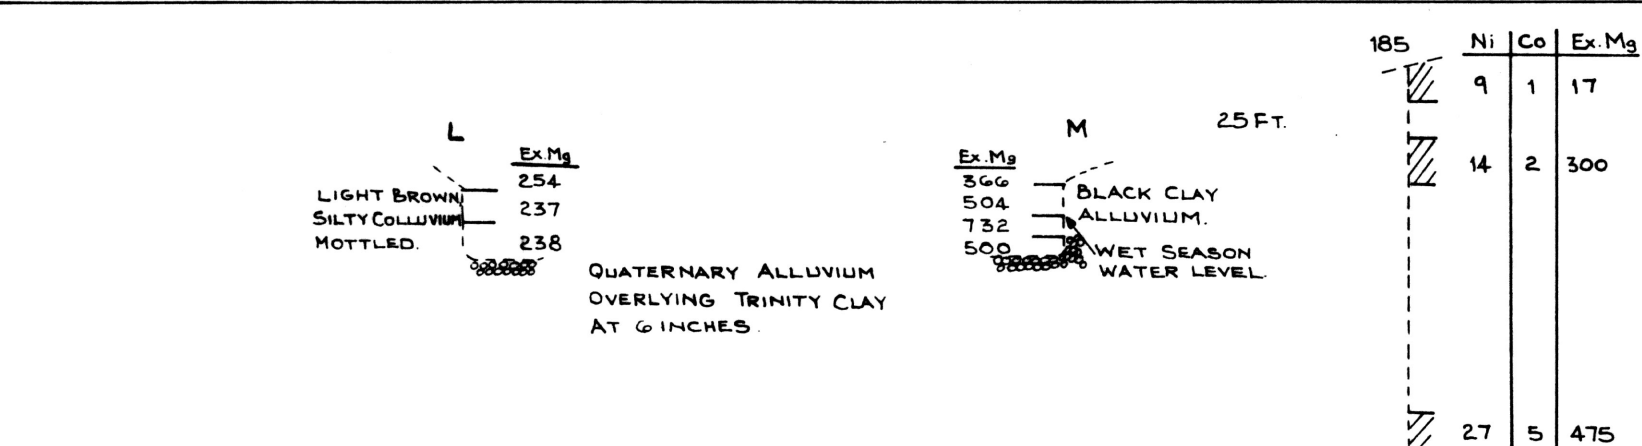 L
Ex.Mg
254
237
238
LIGHT BROWN
SILTY COLLUVIUM
MOTTLED.
QUATERNARY ALLUVIUM
OVERLYING TRINITY CLAY
AT 6 INCHES.
M
25 FT.
Ex.Mg
366
504
732
500
BLACK CLAY
ALLUVIUM.
WET SEASON
WATER LEVEL.
185
Ni Co Ex.Mg
9 1 17
14 2 300
27 5 475